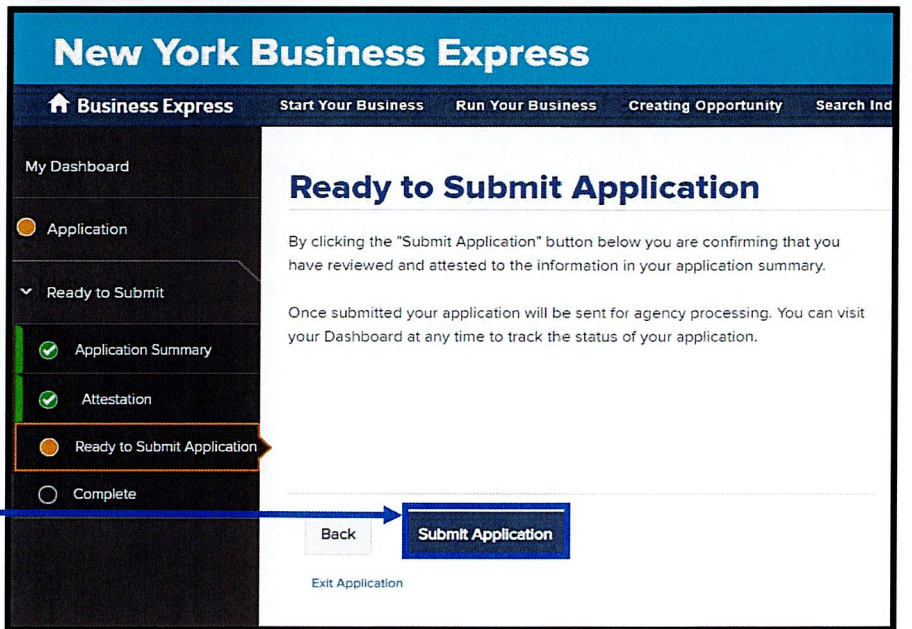 New York Business Express
Business Express
Start Your Business
Run Your Business
Creating Opportunity
Search Ind
My Dashboard
Application
Ready to Submit
Application Summary
Attestation
Ready to Submit Application
Complete
Ready to Submit Application
By clicking the "Submit Application" button below you are confirming that you
have reviewed and attested to the information in your application summary.
Once submitted your application will be sent for agency processing. You can visit
your Dashboard at any time to track the status of your application.
Back
Submit Application
Exit Application